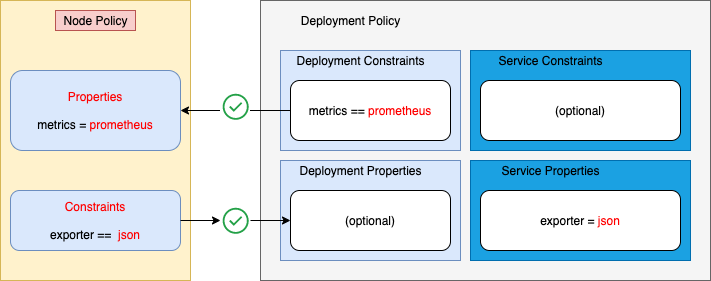 Node Policy
Properties
metrics = prometheus
Constraints
exporter == json
Deployment Policy
Deployment Constraints
metrics == prometheus
Service Constraints
(optional)
Deployment Properties
(optional)
Service Properties
exporter = json